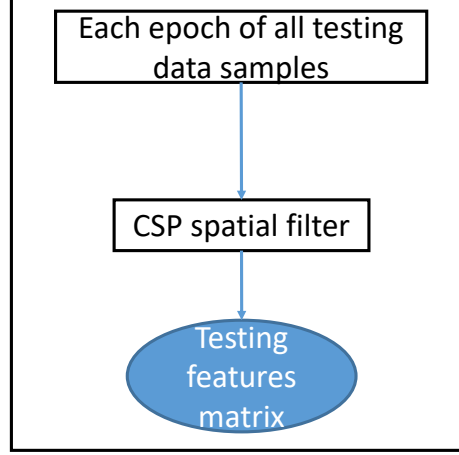 Each epoch of all testing
data samples
CSP spatial filter
Testing
features
matrix